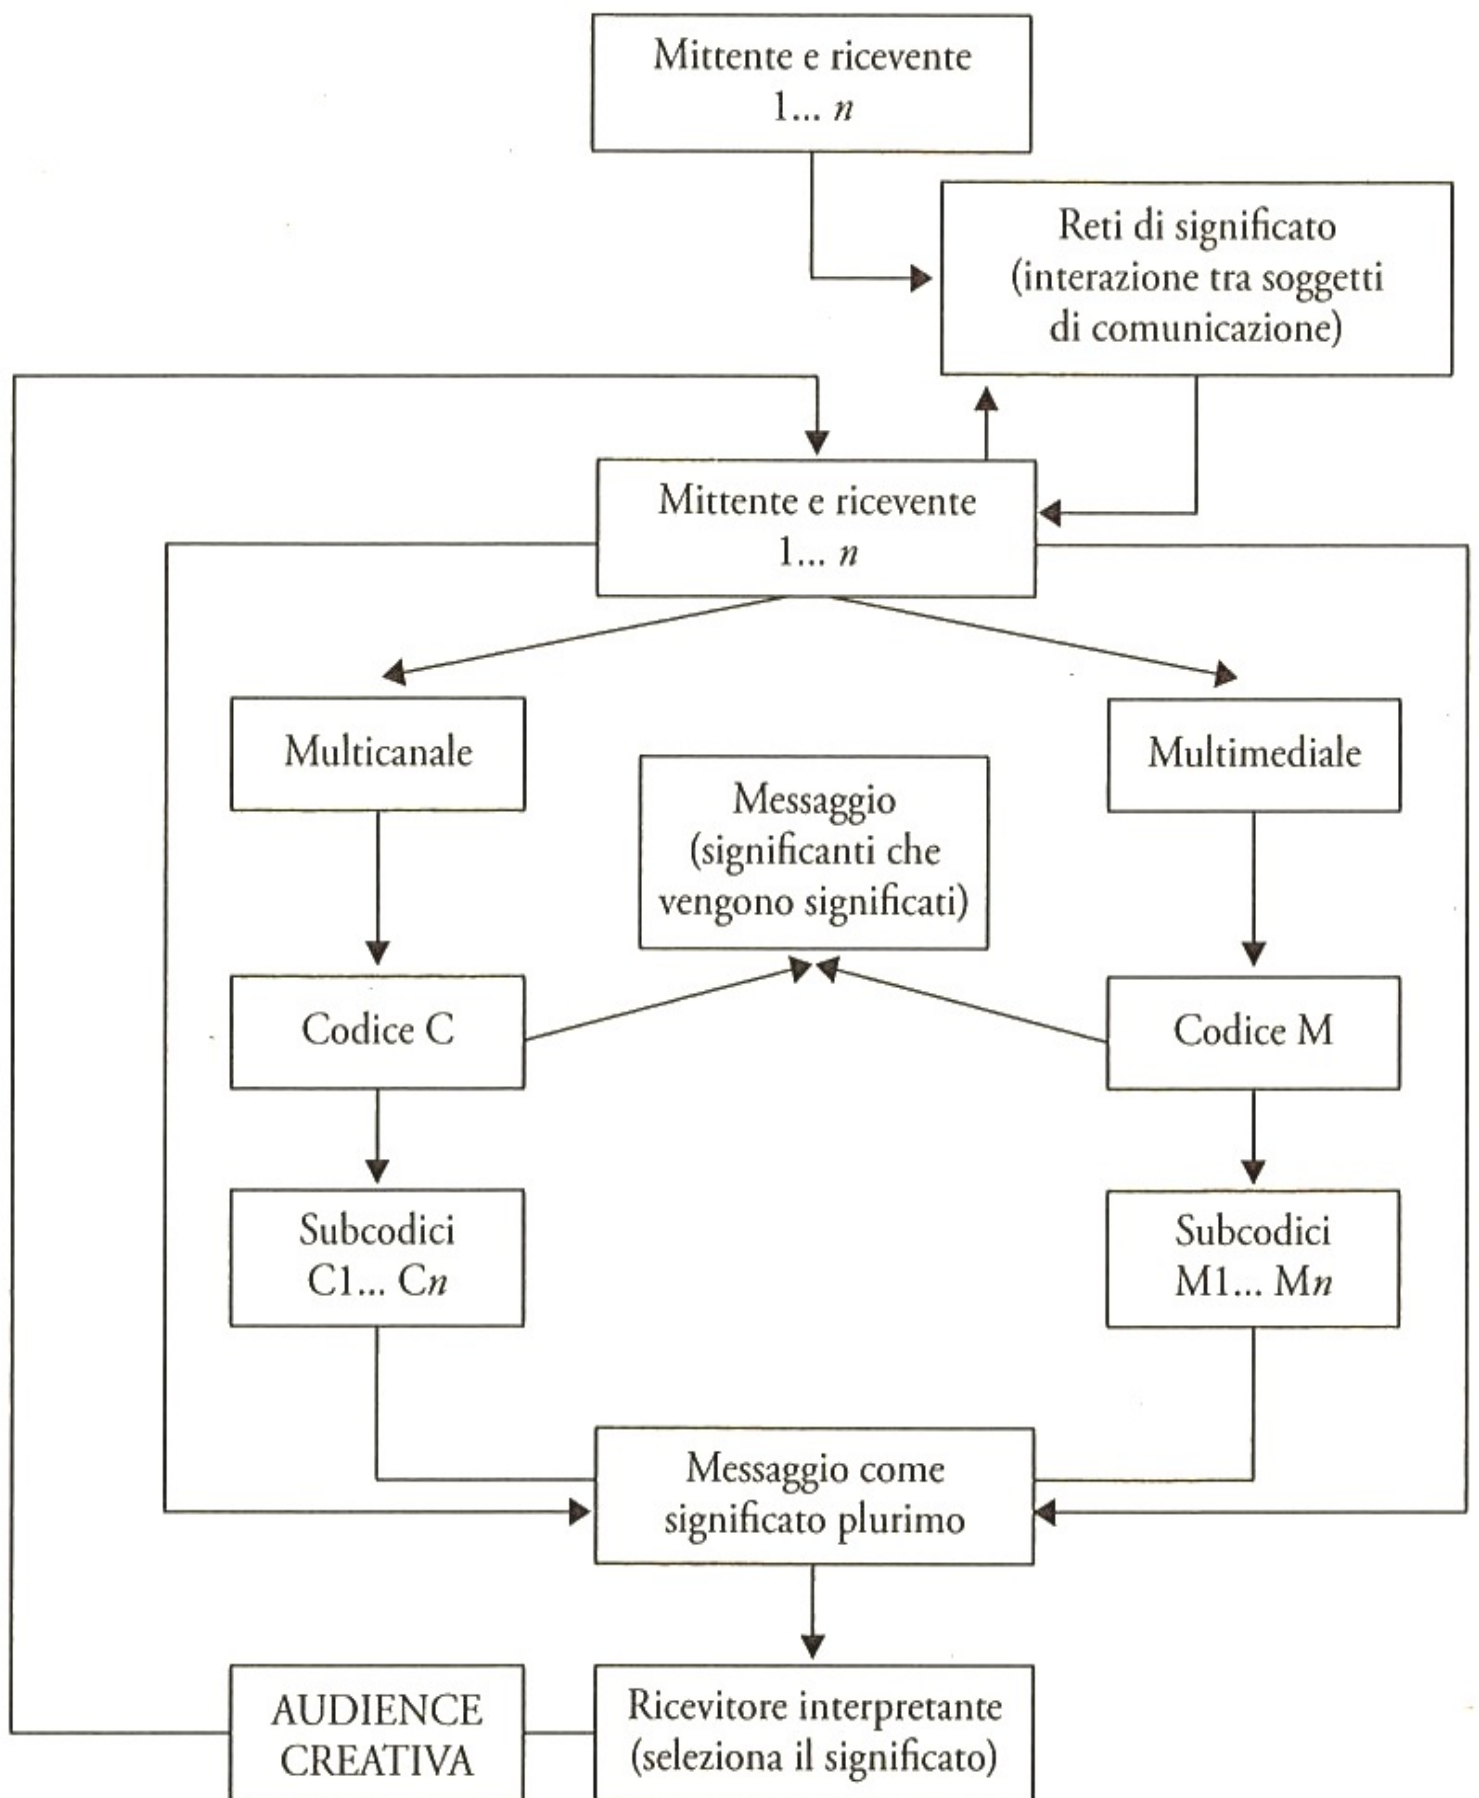 Mittente e ricevente
1... n
Reti di significato
(interazione tra soggetti
di comunicazione)
Mittente e ricevente
1... n
Multicanale
Multimediale
Messaggio
(significanti che
vengono significati)
Codice C
Codice M
Subcodici
C1... Cn
Subcodici
M1... Mn
Messaggio come
significato plurimo
AUDIENCE
CREATIVA
Ricevitore interpretante
(seleziona il significato)